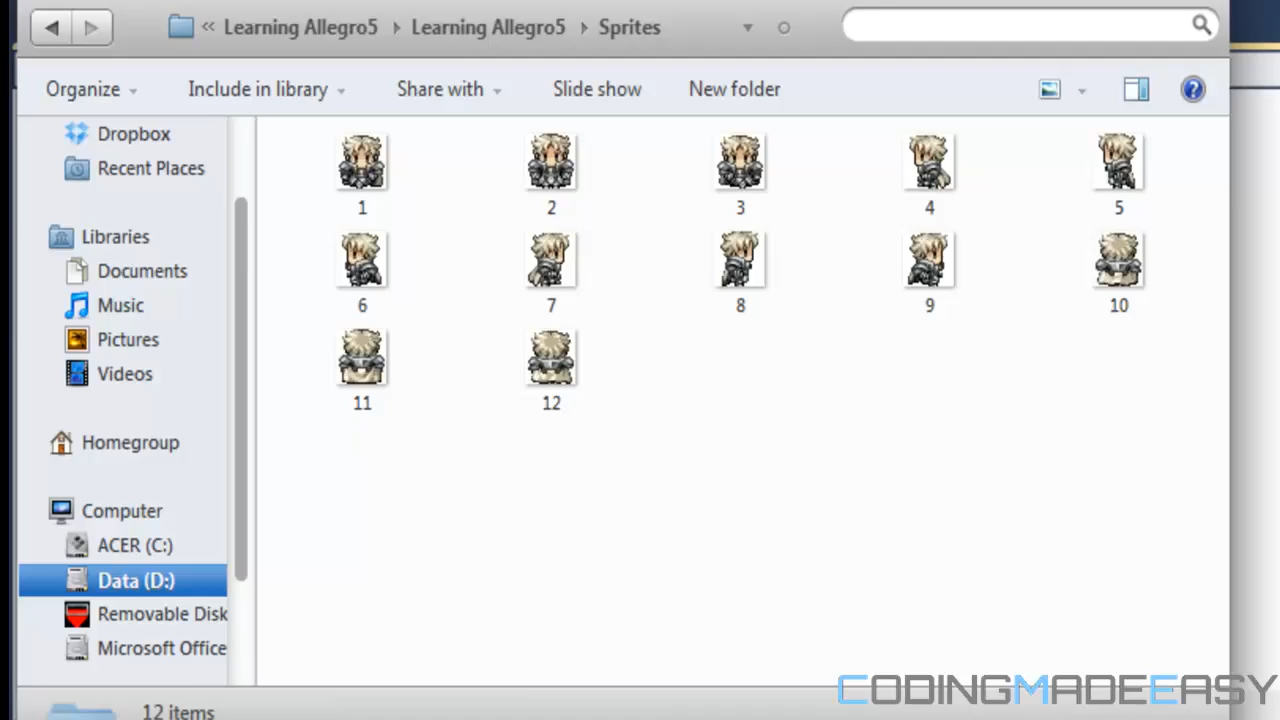 « Learning Allegro5 Learning Allegro5 Sprites
Organize Include in library Share with Slide show New folder
Dropbox
Recent Places
Libraries
Documents
Music
Pictures
Videos
Homegroup
Computer
ACER (C:)
Data (D:)
Removable Disk
Microsoft Office
1 2 3 4 5
6 7 8 9 10
11 12
12 items
CODINGMADEEASY